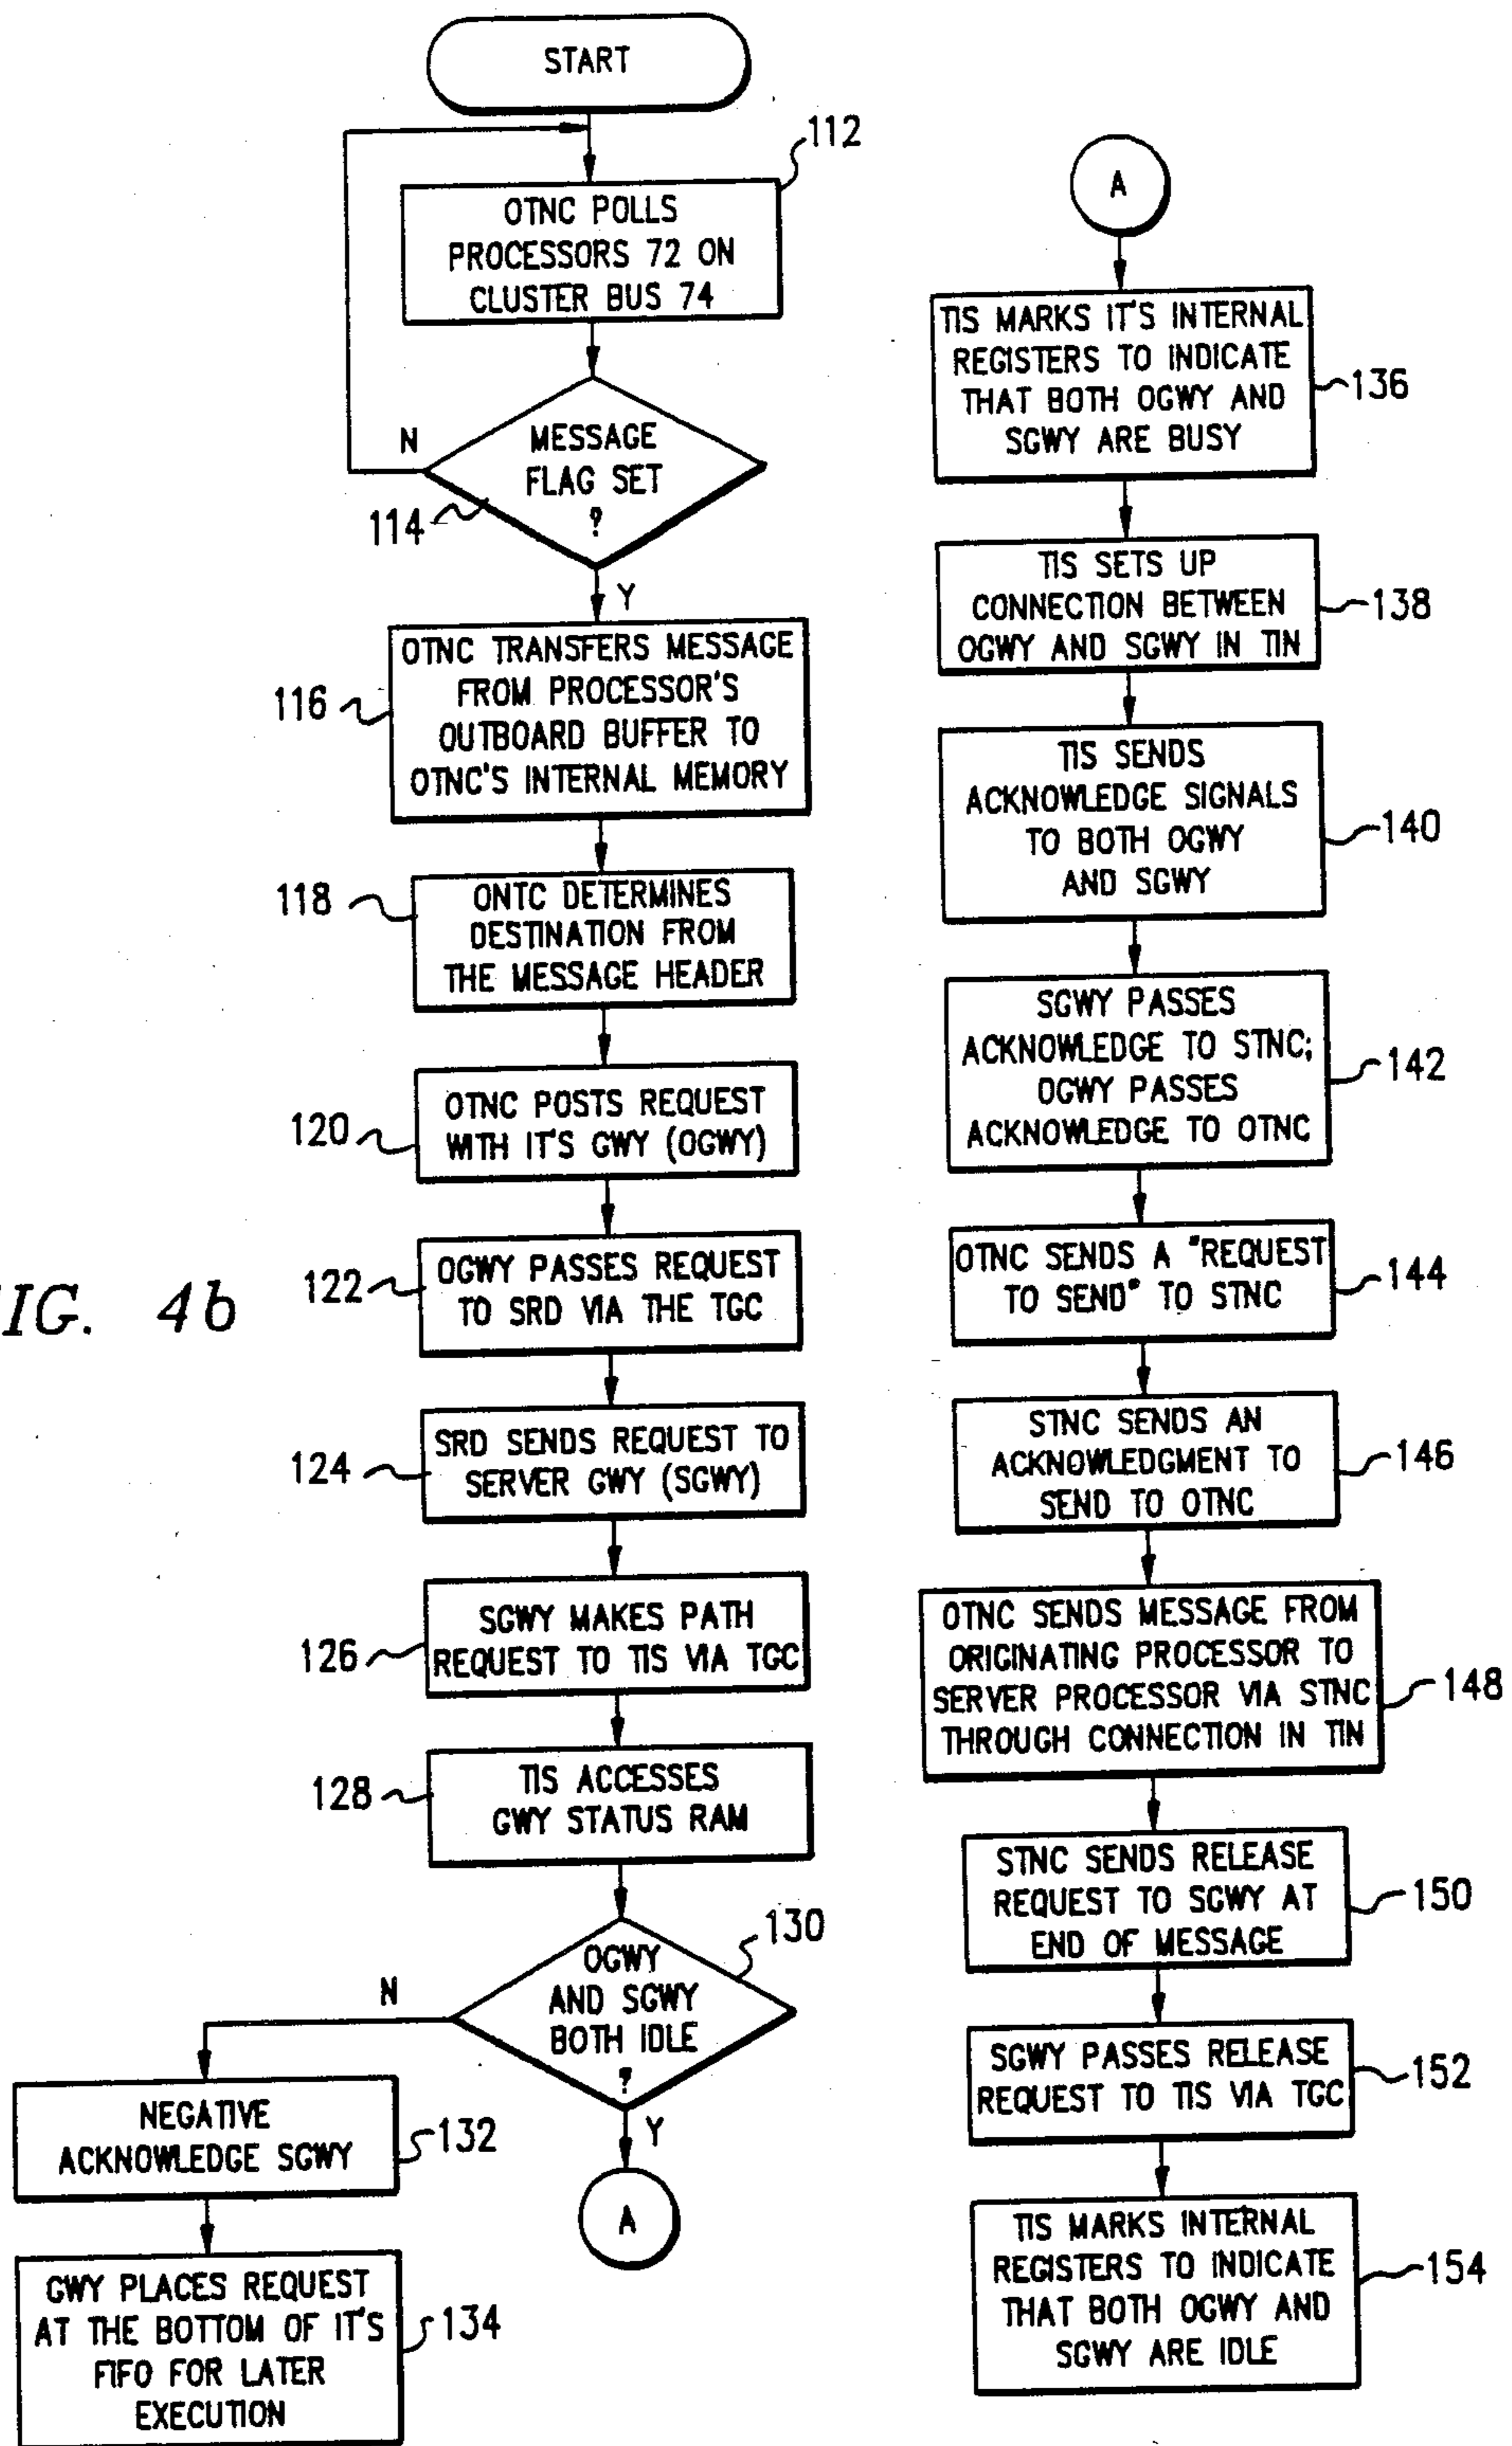 START
112
OTNC POLLS
PROCESSORS 72 ON
CLUSTER BUS 74
N
MESSAGE
FLAG SET
?
114
Y
116
OTNC TRANSFERS MESSAGE
FROM PROCESSOR'S
OUTBOARD BUFFER TO
OTNC'S INTERNAL MEMORY
118
ONTC DETERMINES
DESTINATION FROM
THE MESSAGE HEADER
120
OTNC POSTS REQUEST
WITH IT'S GWY (OGWY)
IG. 4b
122
OGWY PASSES REQUEST
TO SRD VIA THE TGC
124
SRD SENDS REQUEST TO
SERVER GWY (SGWY)
126
SGWY MAKES PATH
REQUEST TO TIS VIA TGC
128
TIS ACCESSES
GWY STATUS RAM
130
N
OGWY
AND SGWY
BOTH IDLE
?
Y
A
NEGATIVE
ACKNOWLEDGE SGWY
132
GWY PLACES REQUEST
AT THE BOTTOM OF IT'S
FIFO FOR LATER
EXECUTION
134
A
TIS MARKS IT'S INTERNAL
REGISTERS TO INDICATE
THAT BOTH OGWY AND
SGWY ARE BUSY
136
TIS SETS UP
CONNECTION BETWEEN
OGWY AND SGWY IN TIN
138
TIS SENDS
ACKNOWLEDGE SIGNALS
TO BOTH OGWY
AND SGWY
140
SGWY PASSES
ACKNOWLEDGE TO STNC;
OGWY PASSES
ACKNOWLEDGE TO OTNC
142
OTNC SENDS A "REQUEST
TO SEND" TO STNC
144
STNC SENDS AN
ACKNOWLEDGMENT TO
SEND TO OTNC
146
OTNC SENDS MESSAGE FROM
ORIGINATING PROCESSOR TO
SERVER PROCESSOR VIA STNC
THROUGH CONNECTION IN TIN
148
STNC SENDS RELEASE
REQUEST TO SGWY AT
END OF MESSAGE
150
SGWY PASSES RELEASE
REQUEST TO TIS VIA TGC
152
TIS MARKS INTERNAL
REGISTERS TO INDICATE
THAT BOTH OGWY AND
SGWY ARE IDLE
154